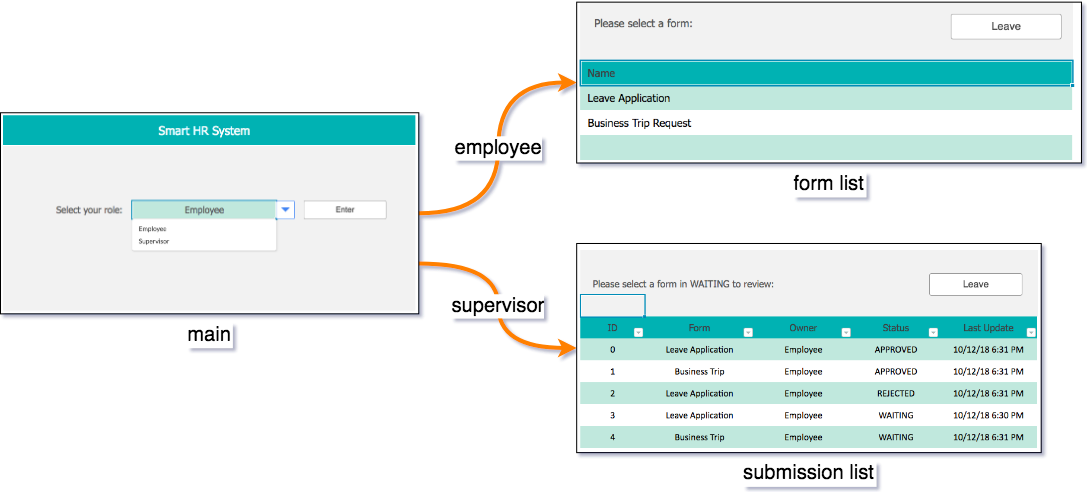 Smart HR System
Select your role: Employee Enter
Employee
Supervisor
main
employee
supervisor
Please select a form: Leave
Name
Leave Application
Business Trip Request
form list
Please select a form in WAITING to review: Leave
ID Form Owner Status Last Update
0 Leave Application Employee APPROVED 10/12/18 6:31 PM
1 Business Trip Employee APPROVED 10/12/18 6:31 PM
2 Leave Application Employee REJECTED 10/12/18 6:31 PM
3 Leave Application Employee WAITING 10/12/18 6:30 PM
4 Business Trip Employee WAITING 10/12/18 6:31 PM
submission list